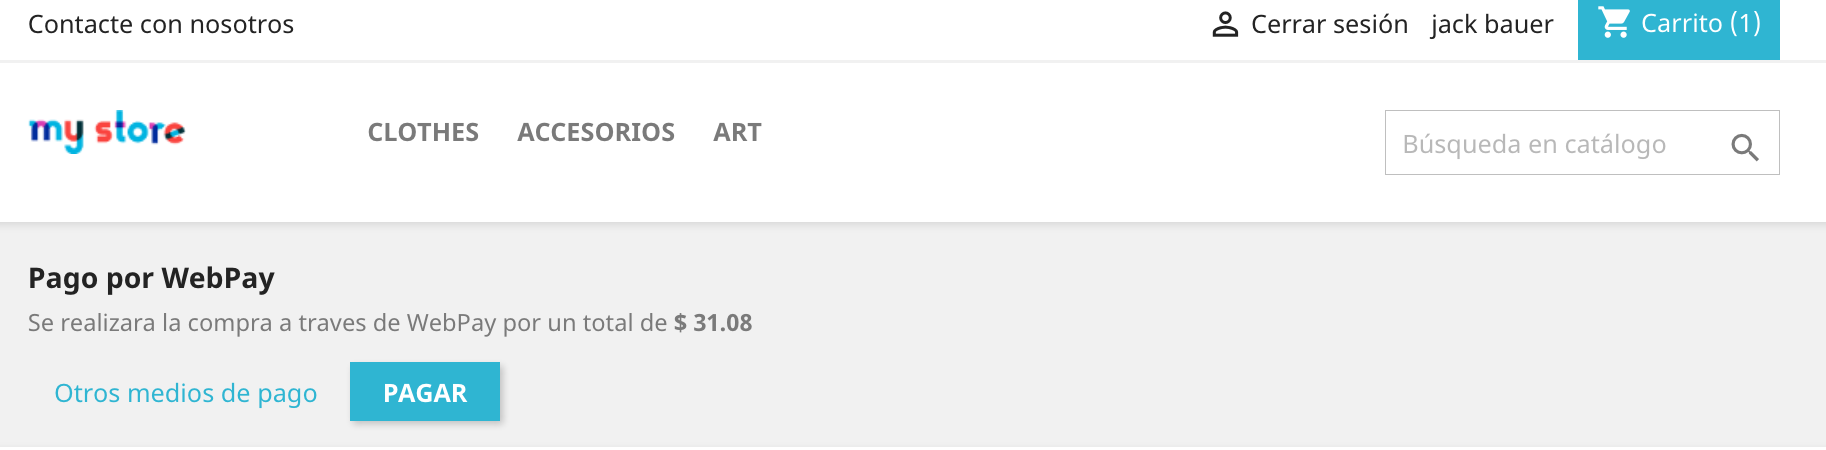 Contacte con nosotros
Cerrar sesión jack bauer Carrito (1)
my store
CLOTHES ACCESORIOS ART
Búsqueda en catálogo
Pago por WebPay
Se realizara la compra a traves de WebPay por un total de $ 31.08
Otros medios de pago PAGAR